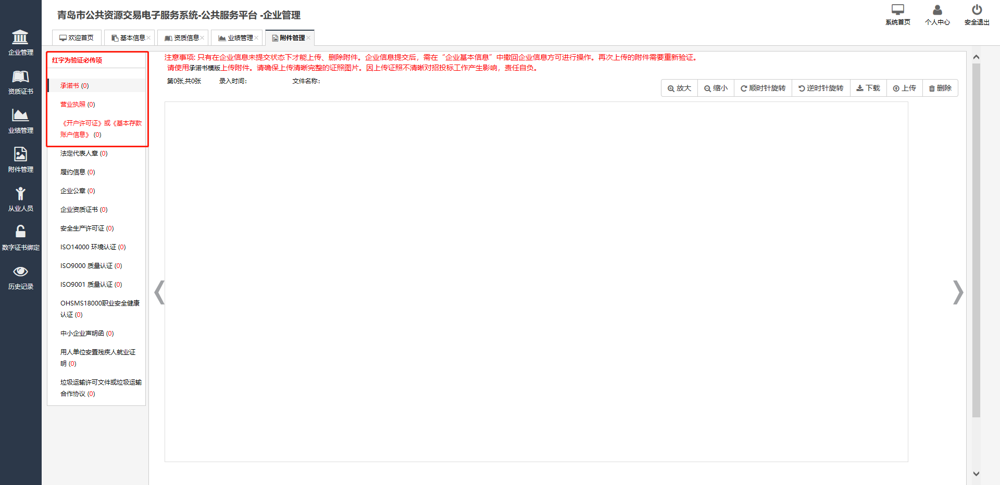 青岛市公共资源交易电子服务系统-公共服务平台 -企业管理
系统首页
个人中心
安全退出
欢迎首页
基本信息
资质信息
业绩管理
附件管理
企业管理
资质证书
业绩管理
附件管理
从业人员
数字证书绑定
历史记录
红字为验证必传项
承诺书 (0)
营业执照 (0)
《开户许可证》或《基本存款
账户信息》 (0)
法定代表人章 (0)
履约信息 (0)
企业公章 (0)
企业资质证书 (0)
安全生产许可证 (0)
ISO14000 环境认证 (0)
ISO9000 质量认证 (0)
ISO9001 质量认证 (0)
OHSMS18000职业安全健康
认证 (0)
中小企业声明函 (0)
用人单位安置残疾人就业证
明 (0)
垃圾运输许可文件或垃圾运输
合作协议 (0)
注意事项: 只有在企业信息未提交状态下才能上传、删除附件。企业信息提交后，需在“企业基本信息”中撤回企业信息方可进行操作。再次上传的附件需要重新验证。
请使用承诺书模版上传附件。请确保上传清晰完整的证照图片。因上传证照不清晰对招投标工作产生影响，责任自负。
第0张,共0张 录入时间: 文件名称:
放大 缩小 顺时针旋转 逆时针旋转 下载 上传 删除